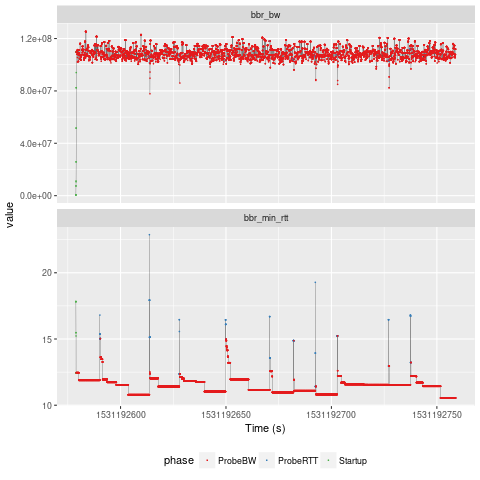 bbr_bw
1.2e+08
8.0e+07
4.0e+07
0.0e+00
value
bbr_min_rtt
20
15
10
1531192600 1531192650 1531192700 1531192750
Time (s)
phase ProbeBW ProbeRTT Startup